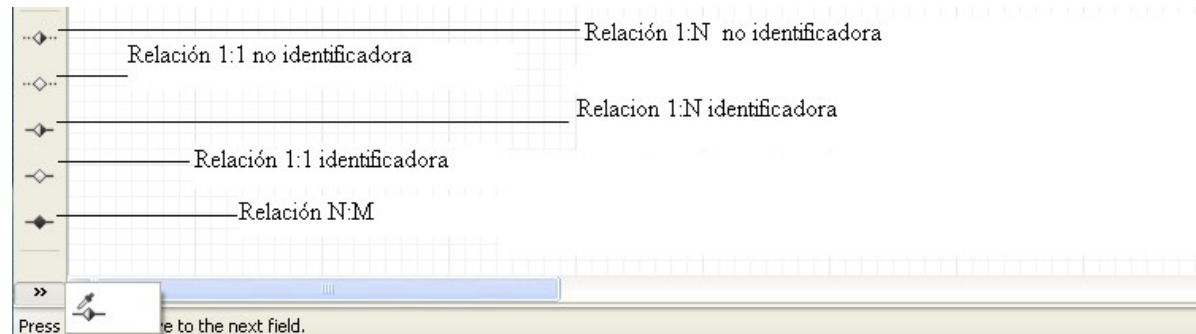 Relación 1:N no identificadora
Relación 1:1 no identificadora
Relacion 1:N identificadora
Relación 1:1 identificadora
Relación N:M
»
Press
e to the next field.